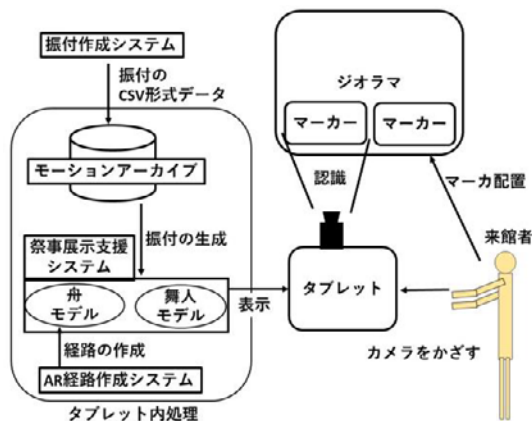 振付作成システム
振付の
CSV形式データ
モーションアーカイブ
振付の生成
祭事展示支援
システム
舟
モデル
舞人
モデル
経路の作成
AR経路作成システム
タブレット内処理
表示
ジオラマ
マーカー
マーカー
認識
マーカ配置
来館者
タブレット
カメラをかざす